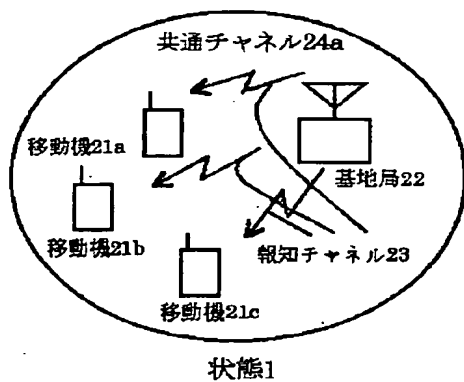 共通チャネル24a
移動機21a
基地局22
移動機21b
報知チャネル23
移動機21c
状態1